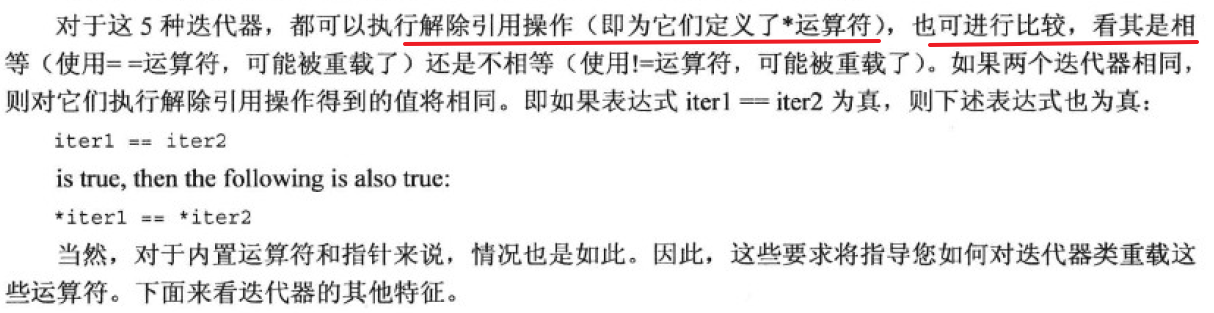 对于这 5 种迭代器，都可以执行解除引用操作（即为它们定义了*运算符），也可进行比较，看其是相
等（使用= =运算符，可能被重载了）还是不相等（使用!=运算符，可能被重载了）。如果两个迭代器相同，
则对它们执行解除引用操作得到的值将相同。即如果表达式 iter1 == iter2 为真，则下述表达式也为真：
iter1 == iter2
is true, then the following is also true:
*iter1 == *iter2
当然，对于内置运算符和指针来说，情况也是如此。因此，这些要求将指导您如何对迭代器类重载这
些运算符。下面来看迭代器的其他特征。